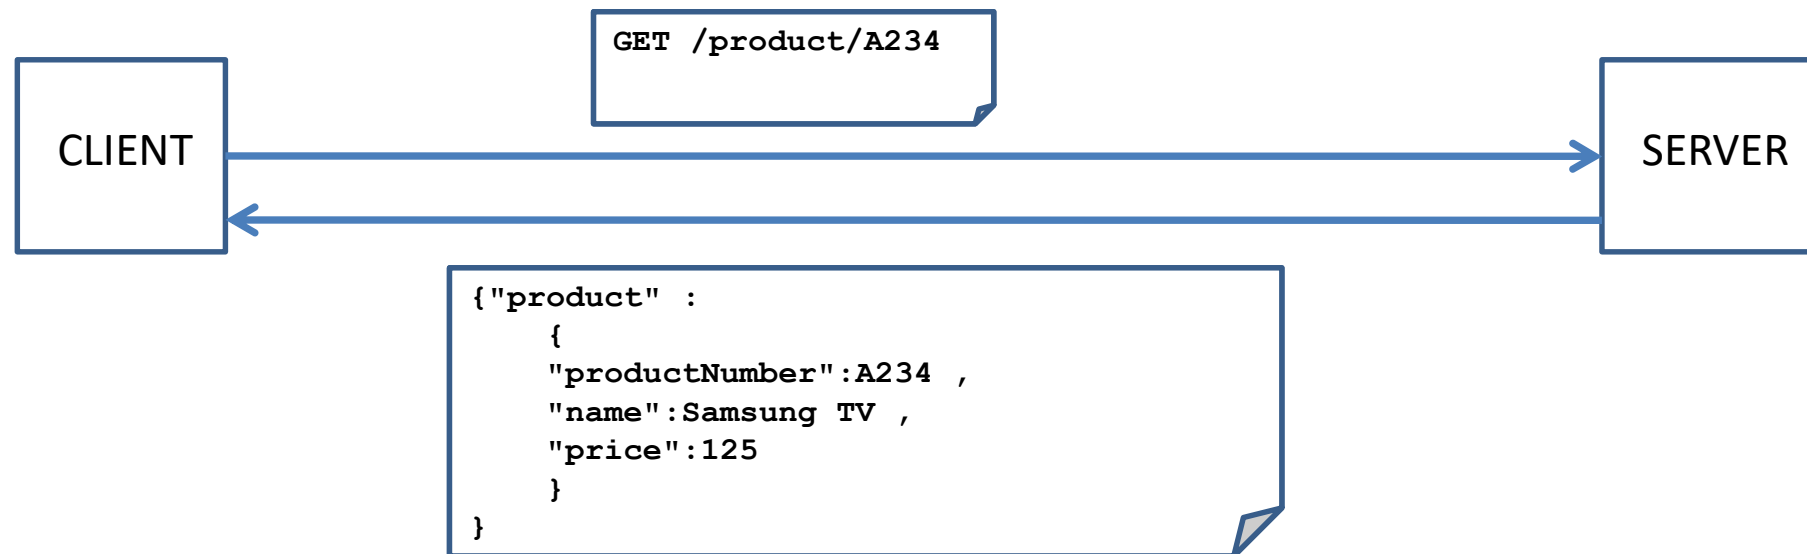 GET /product/A234
CLIENT
SERVER
{"product" :
{
"productNumber":A234 ,
"name":Samsung TV ,
"price":125
}
}